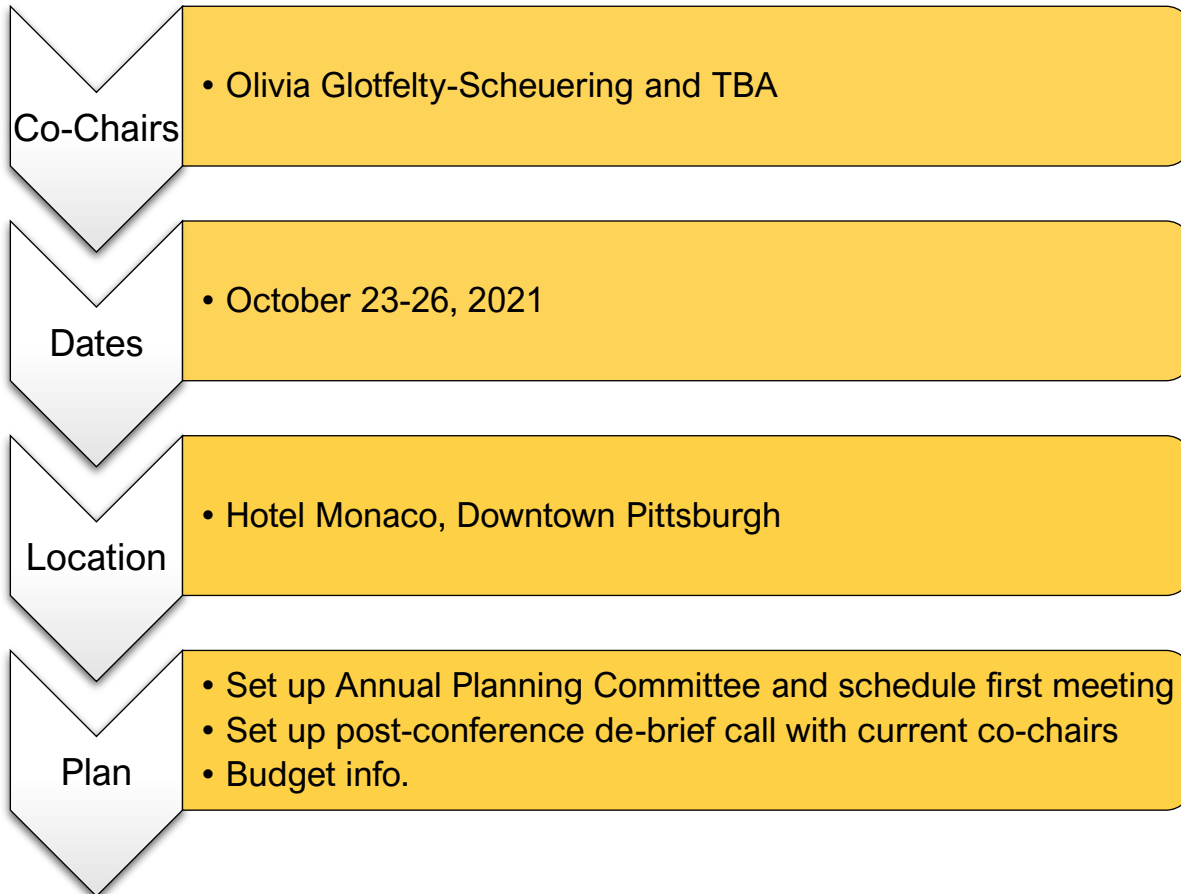 Co-Chairs
• Olivia Glotfelty-Scheuering and TBA
Dates
• October 23-26, 2021
Location
• Hotel Monaco, Downtown Pittsburgh
Plan
• Set up Annual Planning Committee and schedule first meeting
• Set up post-conference de-brief call with current co-chairs
• Budget info.